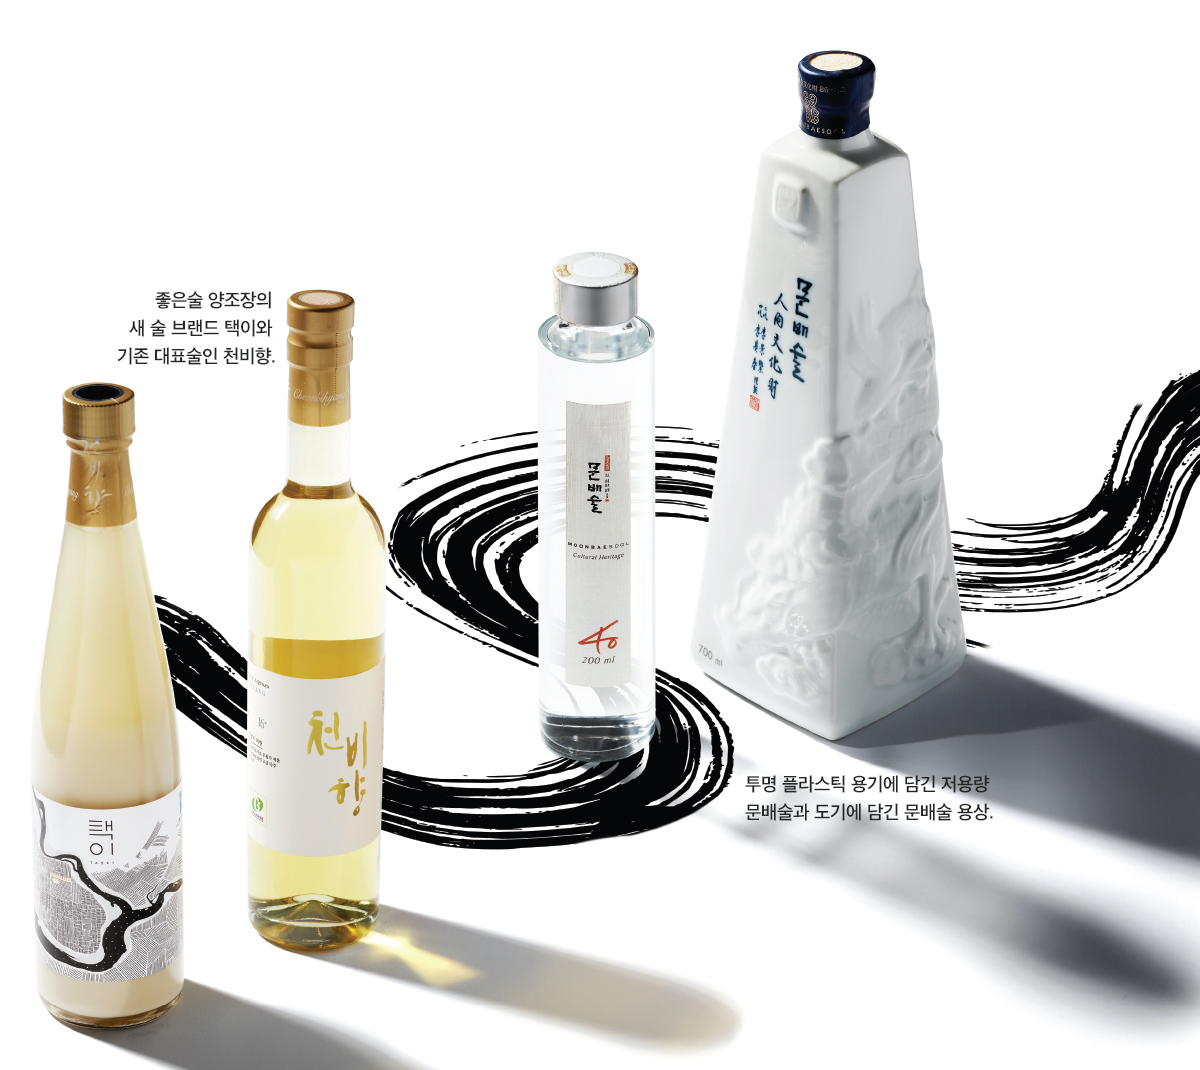 좋은술 양조장의
새 술 브랜드 택이와
기존 대표술인 천비향.
Cheonbihyang
천비향
16°
택이
TAEKY
문배술
MOONBAESOOL
Cultural Heritage
40
200 ml
문배술
人間文化財
700 ml
투명 플라스틱 용기에 담긴 저용량
문배술과 도기에 담긴 문배술 용상.